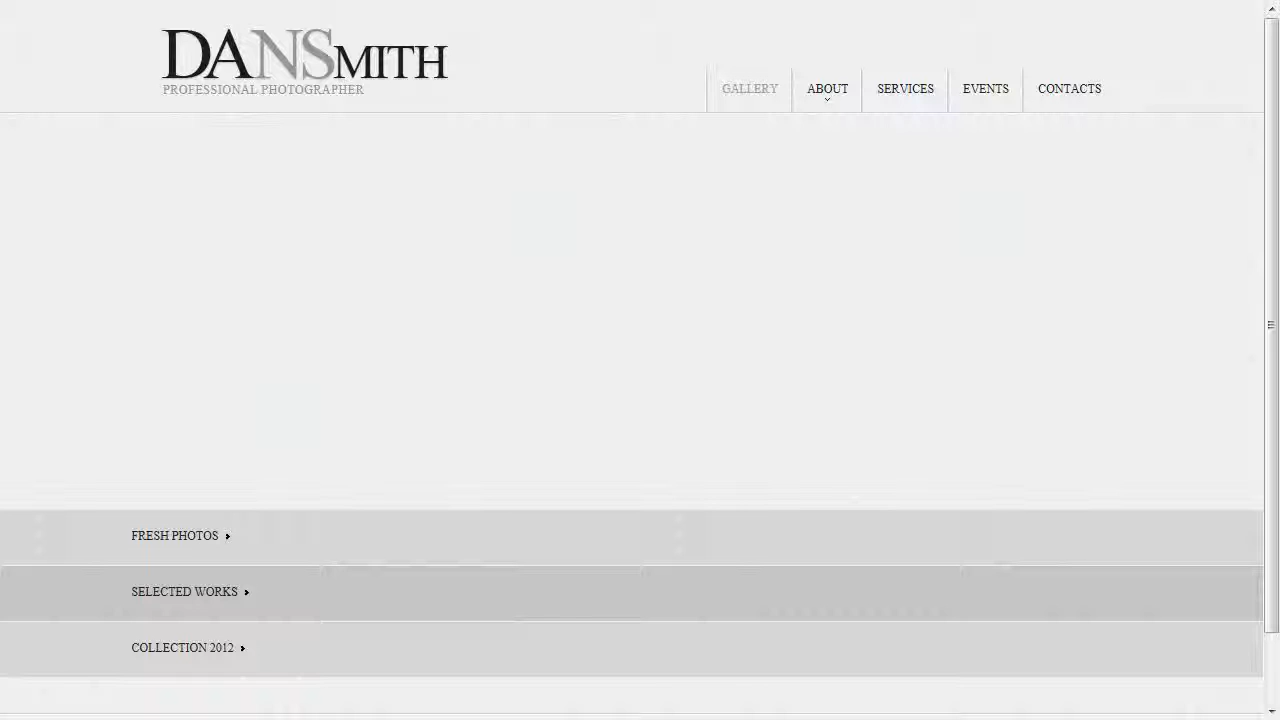 DANSMITH
PROFESSIONAL PHOTOGRAPHER
GALLERY ABOUT SERVICES EVENTS CONTACTS
FRESH PHOTOS
SELECTED WORKS
COLLECTION 2012